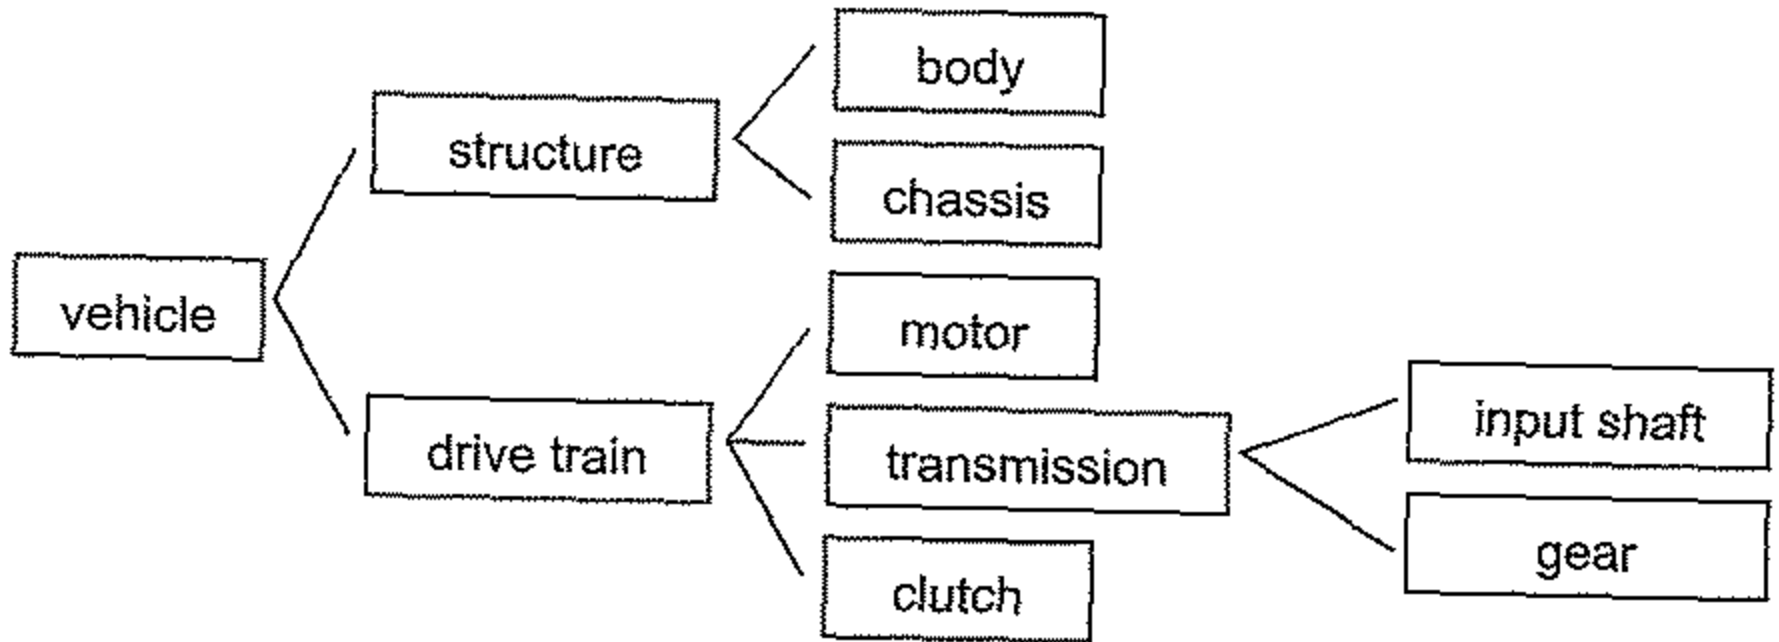 body
structure
chassis
vehicle
motor
input shaft
drive train
transmission
gear
clutch